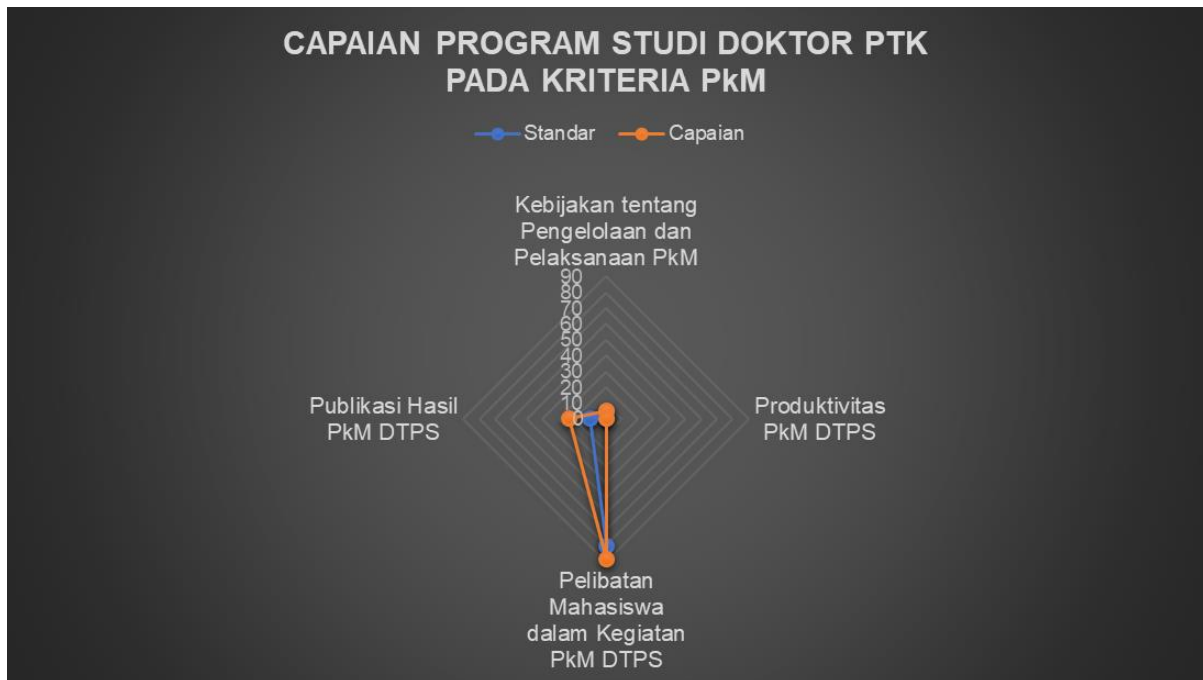 CAPAIAN PROGRAM STUDI DOKTOR PTK
PADA KRITERIA PkM
Standar
Capaian
Kebijakan tentang
Pengelolaan dan
Pelaksanaan PkM
90
80
70
60
50
40
30
20
10
0
Publikasi Hasil
PkM DTPS
Produktivitas
PkM DTPS
Pelibatan
Mahasiswa
dalam Kegiatan
PkM DTPS